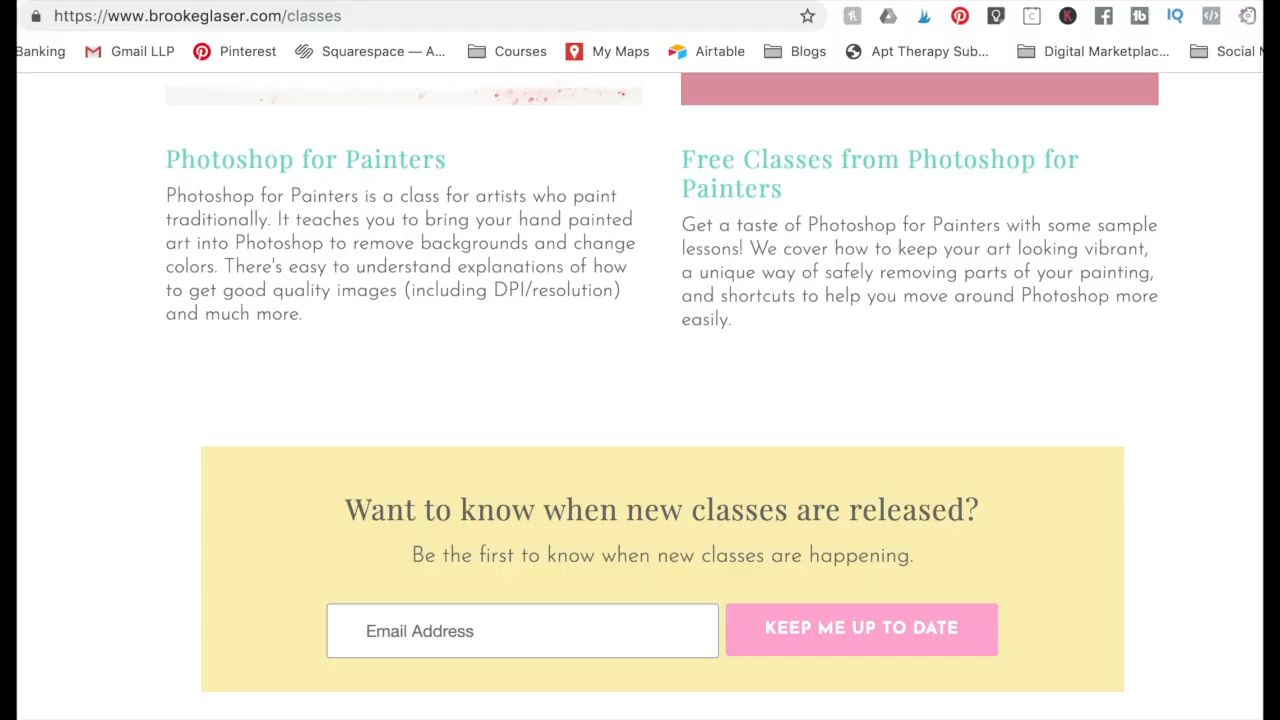 https://www.brookeglaser.com/classes
Banking Gmail LLP Pinterest Squarespace — A... Courses My Maps Airtable Blogs Apt Therapy Sub... Digital Marketplac... Social M
Photoshop for Painters
Photoshop for Painters is a class for artists who paint
traditionally. It teaches you to bring your hand painted
art into Photoshop to remove backgrounds and change
colors. There's easy to understand explanations of how
to get good quality images (including DPI/resolution)
and much more.
Free Classes from Photoshop for
Painters
Get a taste of Photoshop for Painters with some sample
lessons! We cover how to keep your art looking vibrant,
a unique way of safely removing parts of your painting,
and shortcuts to help you move around Photoshop more
easily.
Want to know when new classes are released?
Be the first to know when new classes are happening.
Email Address
KEEP ME UP TO DATE